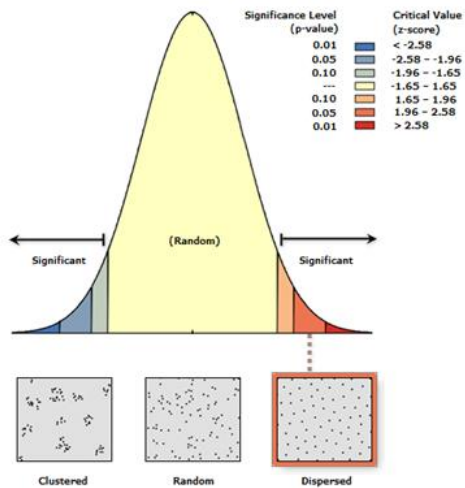 Significance Level Critical Value
(p-value) (z-score)
0.01 < -2.58
0.05 -2.58 – -1.96
0.10 -1.96 – -1.65
--- -1.65 – 1.65
0.10 1.65 – 1.96
0.05 1.96 – 2.58
0.01 > 2.58
(Random)
Significant Significant
Clustered Random Dispersed